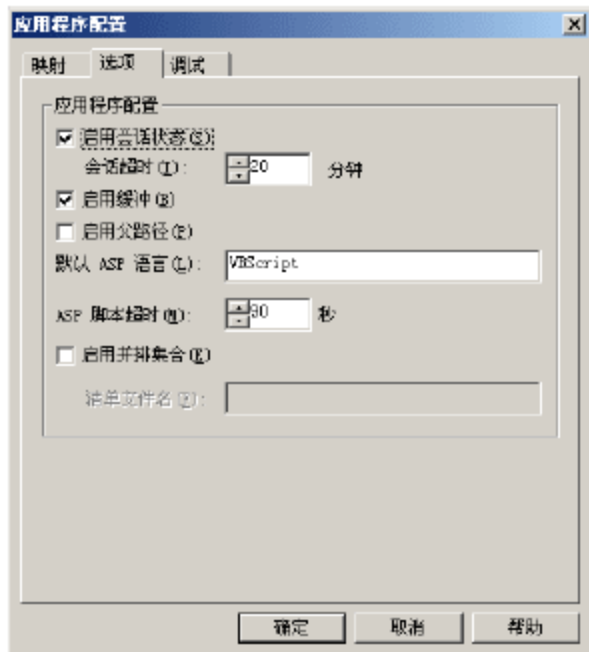 应用程序配置
映射 选项 调试
应用程序配置
启用会话状态(S)
会话超时(T): 20 分钟
启用缓冲(B)
启用父路径(P)
默认 ASP 语言(L): VBScript
ASP 脚本超时(M): 90 秒
启用并排集合(E)
清单文件名(F):
确定 取消 帮助